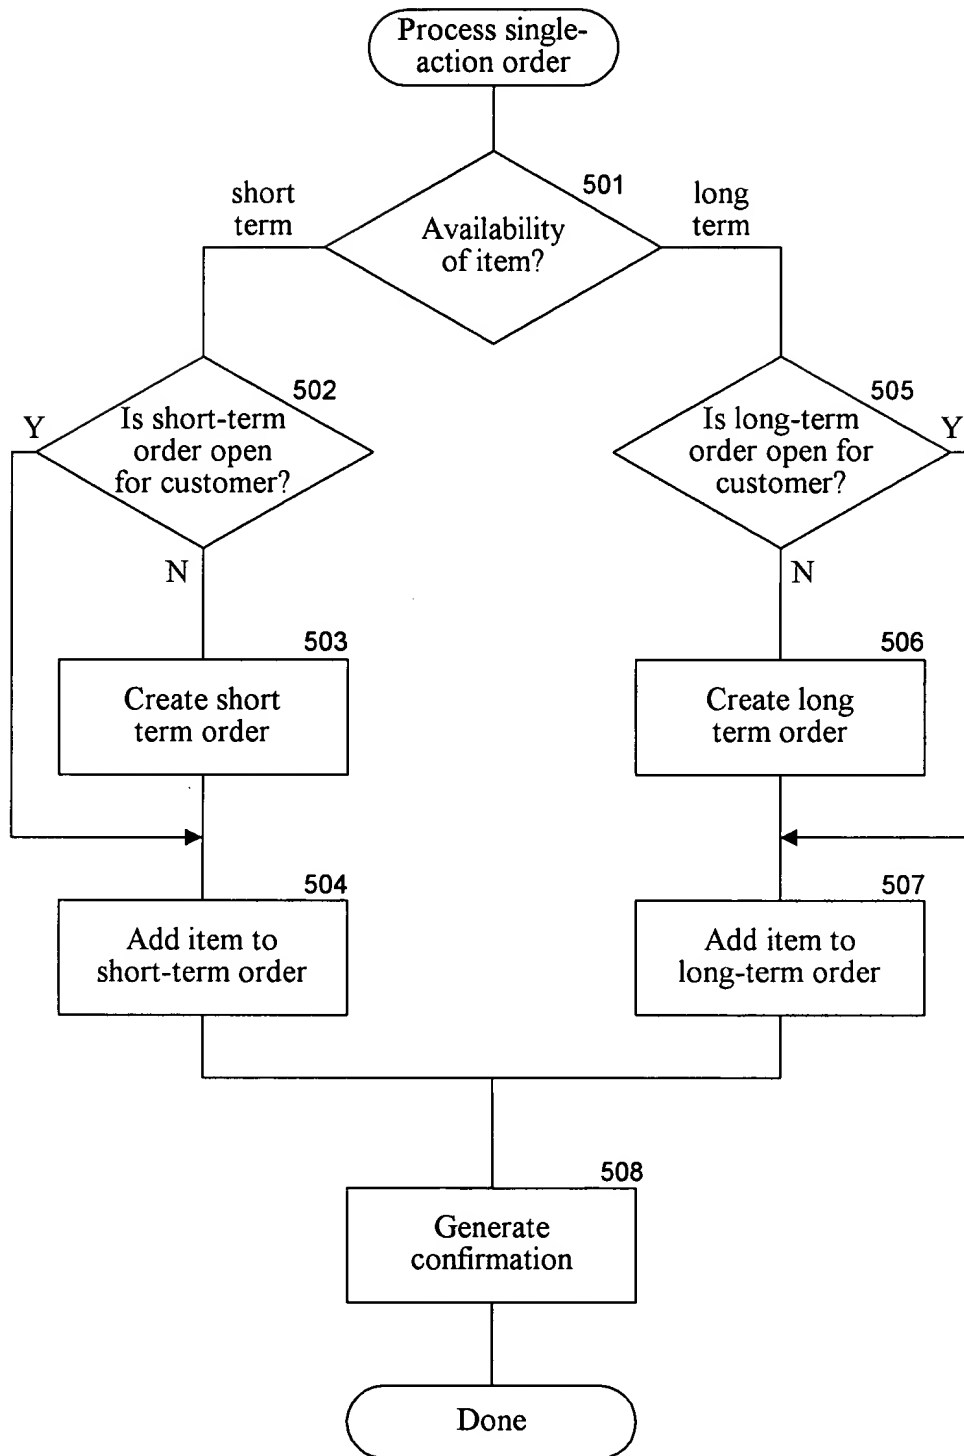 Process single-
action order
501
short
term
long
term
Availability
of item?
502
505
Y
Is short-term
order open
for customer?
Is long-term
order open for
customer?
Y
N
N
503
506
Create short
term order
Create long
term order
504
507
Add item to
short-term order
Add item to
long-term order
508
Generate
confirmation
Done